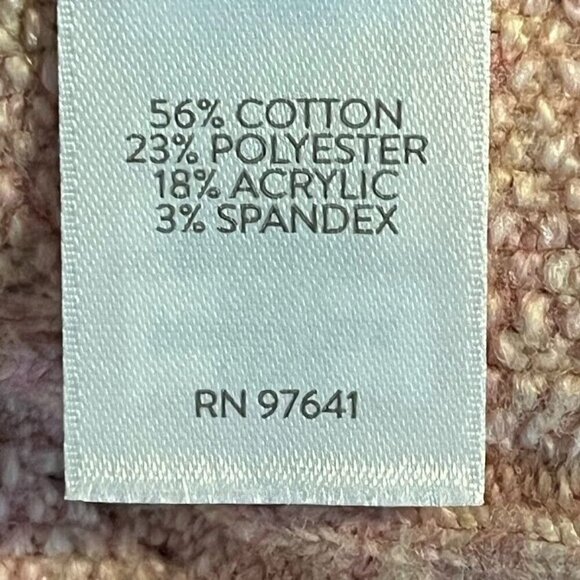 56% COTTON
23% POLYESTER
18% ACRYLIC
3% SPANDEX
RN 97641